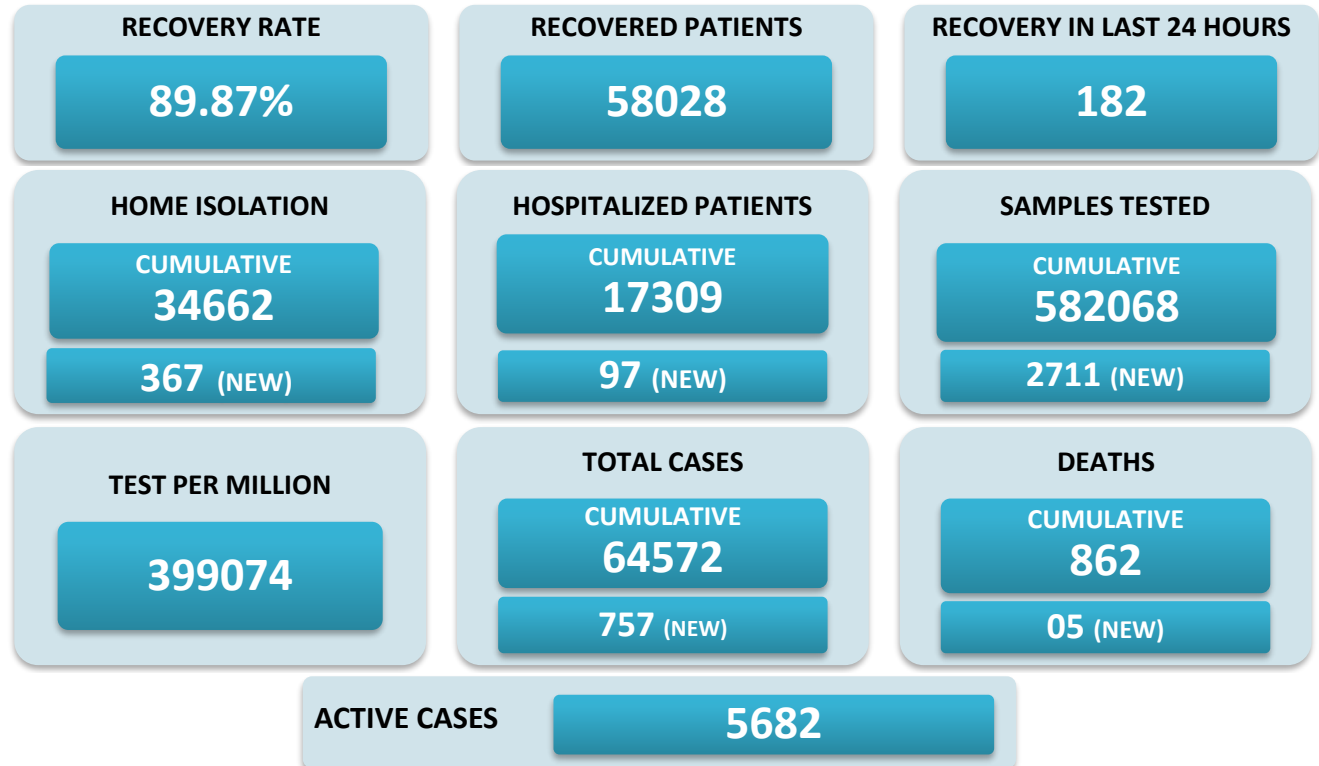 RECOVERY RATE
89.87%
RECOVERED PATIENTS
58028
RECOVERY IN LAST 24 HOURS
182
HOME ISOLATION
CUMULATIVE
34662
367 (NEW)
HOSPITALIZED PATIENTS
CUMULATIVE
17309
97 (NEW)
SAMPLES TESTED
CUMULATIVE
582068
2711 (NEW)
TEST PER MILLION
399074
TOTAL CASES
CUMULATIVE
64572
757 (NEW)
DEATHS
CUMULATIVE
862
05 (NEW)
ACTIVE CASES
5682